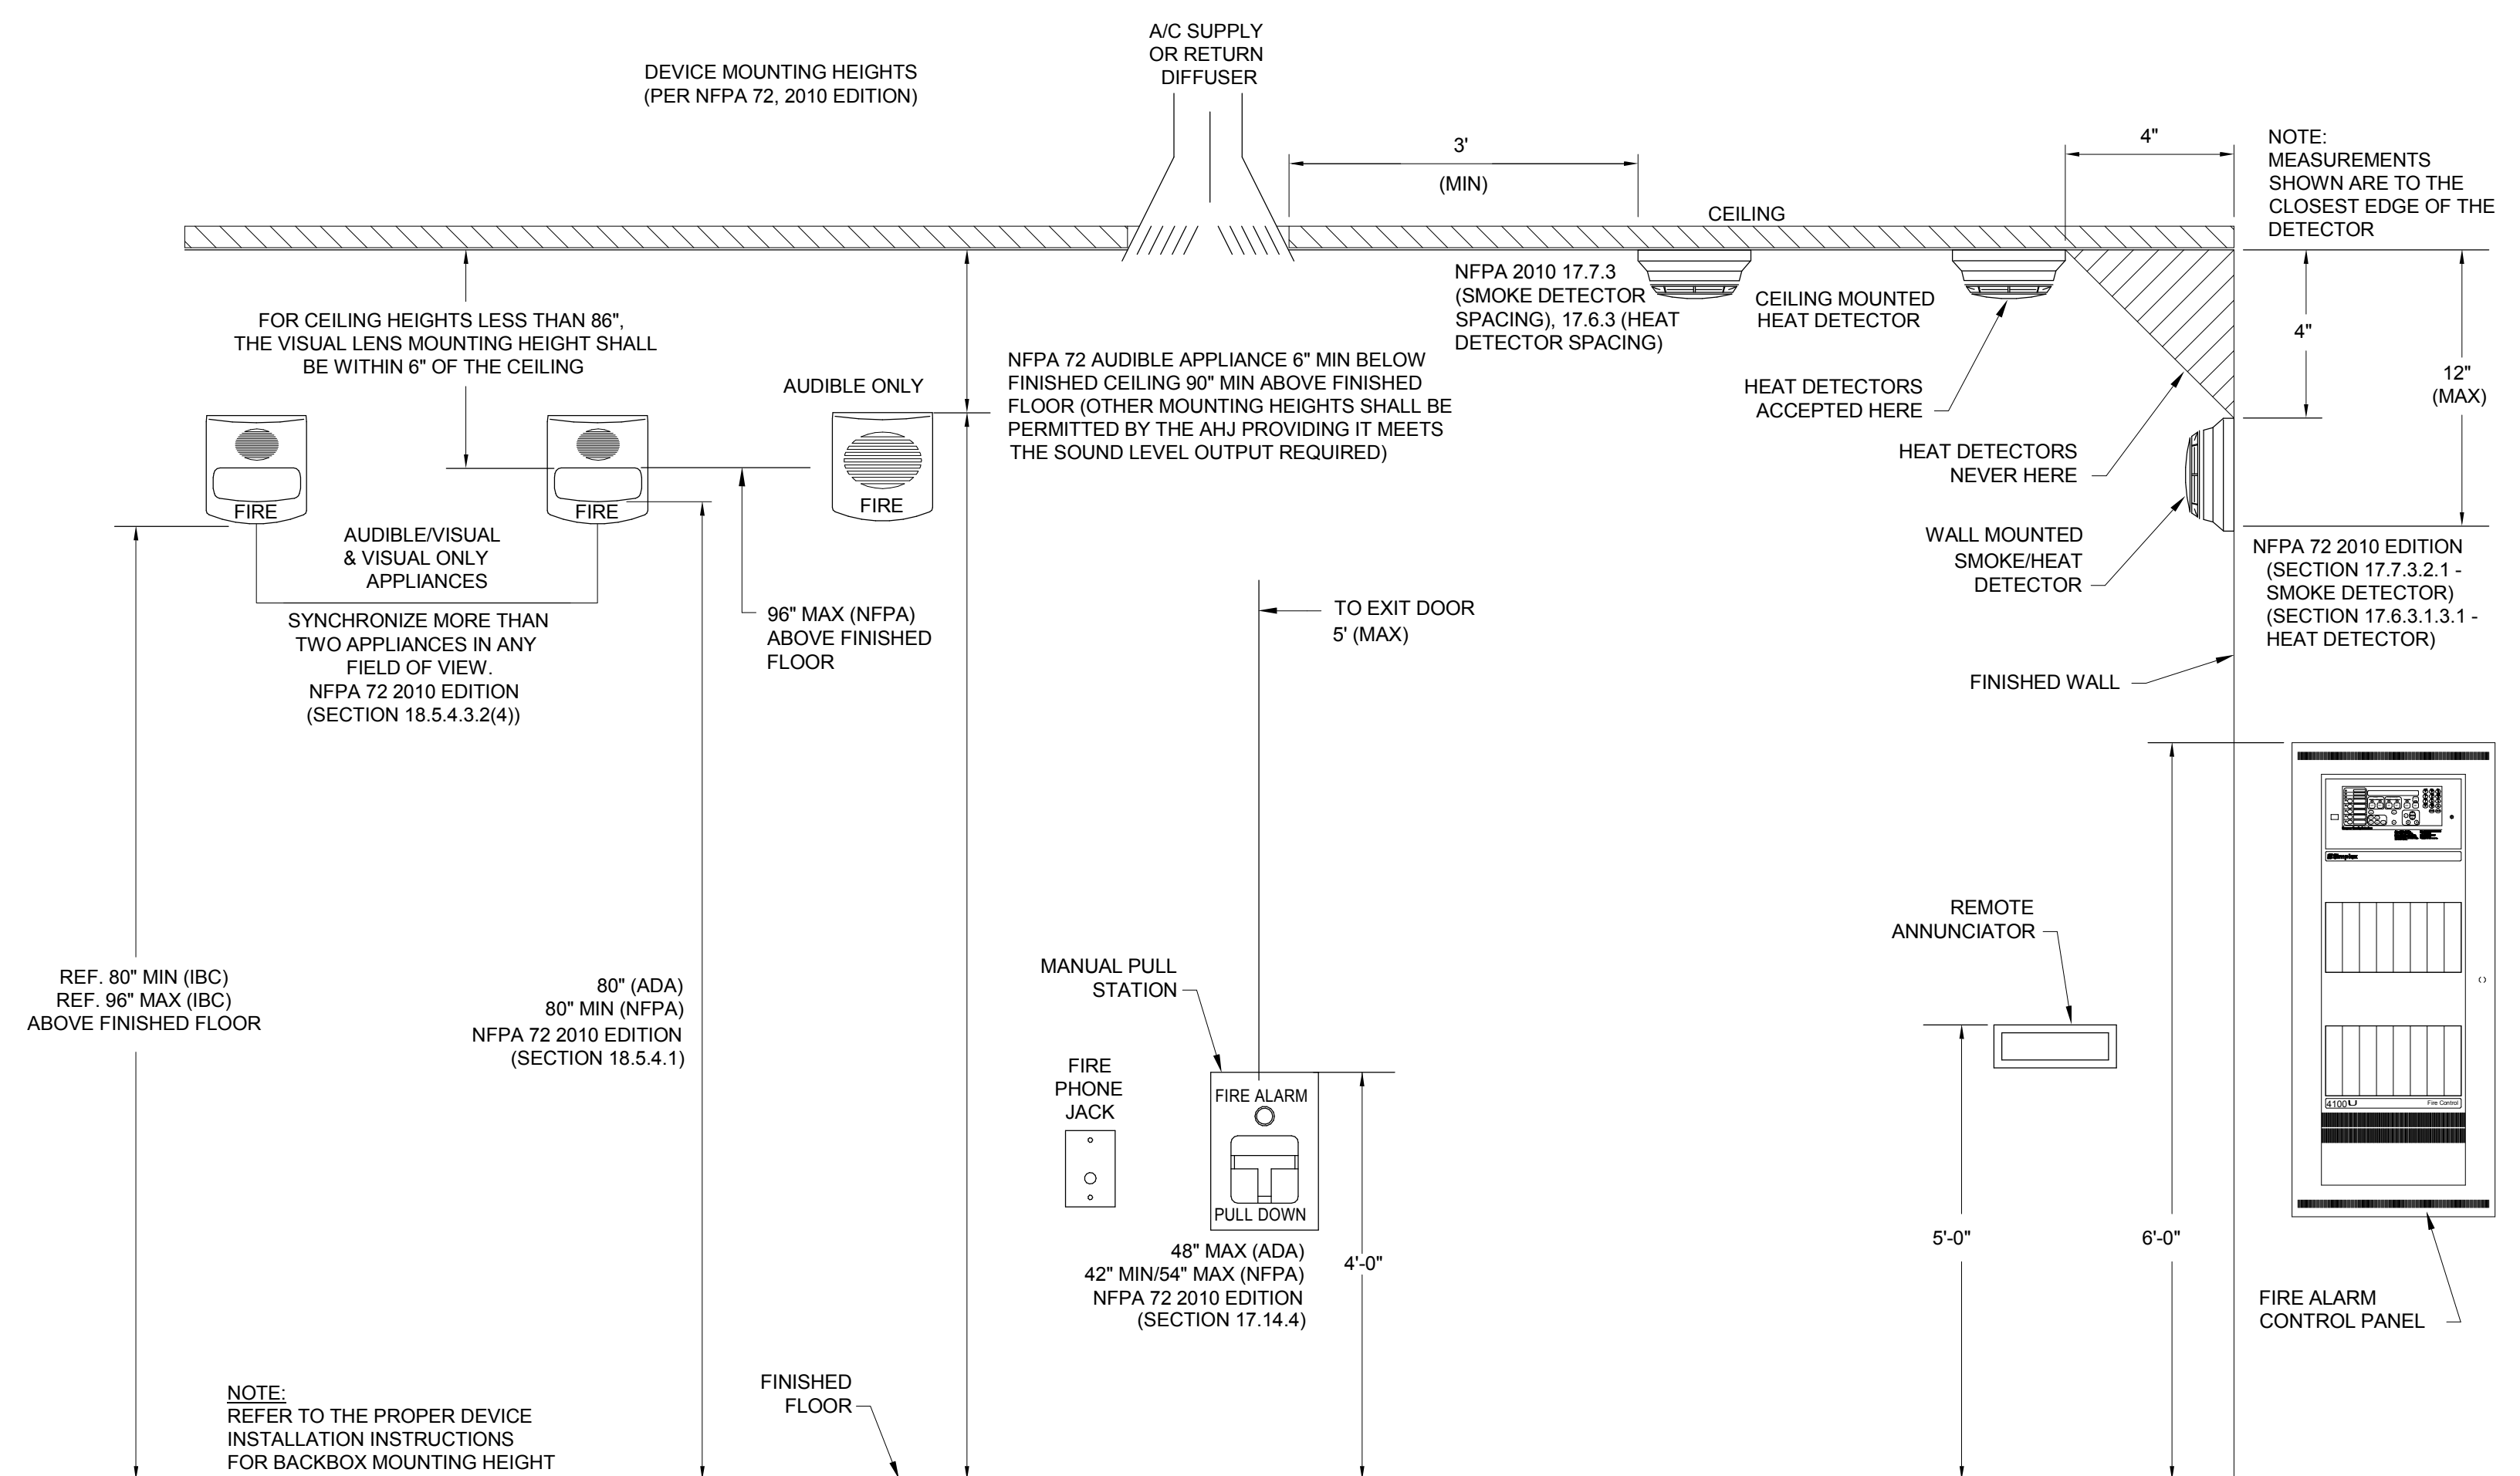 DEVICE MOUNTING HEIGHTS
(PER NFPA 72, 2010 EDITION)
A/C SUPPLY
OR RETURN
DIFFUSER
3'
(MIN)
4"
NOTE:
MEASUREMENTS
SHOWN ARE TO THE
CLOSEST EDGE OF THE
DETECTOR
CEILING
FOR CEILING HEIGHTS LESS THAN 86",
THE VISUAL LENS MOUNTING HEIGHT SHALL
BE WITHIN 6" OF THE CEILING
AUDIBLE ONLY
NFPA 72 AUDIBLE APPLIANCE 6" MIN BELOW
FINISHED CEILING 90" MIN ABOVE FINISHED
FLOOR (OTHER MOUNTING HEIGHTS SHALL BE
PERMITTED BY THE AHJ PROVIDING IT MEETS
THE SOUND LEVEL OUTPUT REQUIRED)
NFPA 2010 17.7.3
(SMOKE DETECTOR
SPACING), 17.6.3 (HEAT
DETECTOR SPACING)
CEILING MOUNTED
HEAT DETECTOR
HEAT DETECTORS
ACCEPTED HERE
HEAT DETECTORS
NEVER HERE
4"
12"
(MAX)
FIRE
FIRE
FIRE
AUDIBLE/VISUAL
& VISUAL ONLY
APPLIANCES
SYNCHRONIZE MORE THAN
TWO APPLIANCES IN ANY
FIELD OF VIEW.
NFPA 72 2010 EDITION
(SECTION 18.5.4.3.2(4))
96" MAX (NFPA)
ABOVE FINISHED
FLOOR
TO EXIT DOOR
5' (MAX)
WALL MOUNTED
SMOKE/HEAT
DETECTOR
NFPA 72 2010 EDITION
(SECTION 17.7.3.2.1 -
SMOKE DETECTOR)
(SECTION 17.6.3.1.3.1 -
HEAT DETECTOR)
FINISHED WALL
REF. 80" MIN (IBC)
REF. 96" MAX (IBC)
ABOVE FINISHED FLOOR
80" (ADA)
80" MIN (NFPA)
NFPA 72 2010 EDITION
(SECTION 18.5.4.1)
MANUAL PULL
STATION
FIRE
PHONE
JACK
FIRE ALARM
PULL DOWN
48" MAX (ADA)
42" MIN/54" MAX (NFPA)
NFPA 72 2010 EDITION
(SECTION 17.14.4)
4'-0"
REMOTE
ANNUNCIATOR
5'-0"
6'-0"
Simplex
4100U
Fire Control
FIRE ALARM
CONTROL PANEL
FINISHED
FLOOR
NOTE:
REFER TO THE PROPER DEVICE
INSTALLATION INSTRUCTIONS
FOR BACKBOX MOUNTING HEIGHT